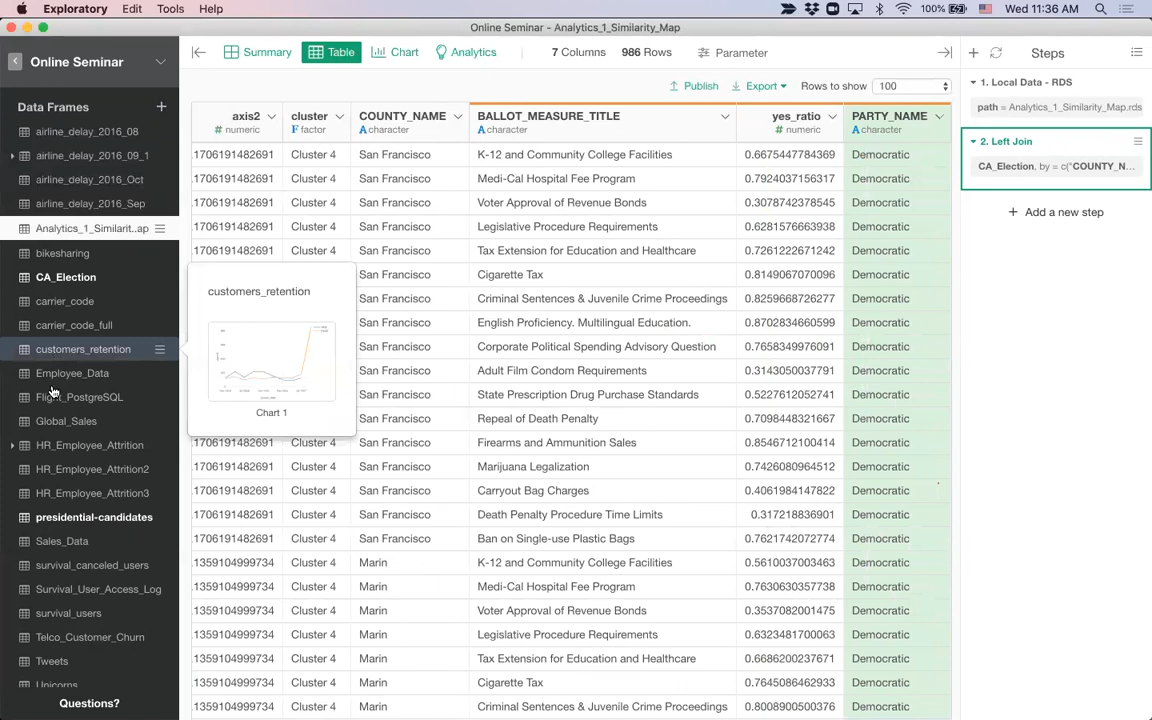 Exploratory Edit Tools Help 100% Wed 11:36 AM
Online Seminar - Analytics_1_Similarity_Map
Online Seminar
Data Frames
airline_delay_2016_08
airline_delay_2016_09_1
airline_delay_2016_Oct
airline_delay_2016_Sep
Analytics_1_Similarit..ap
bikesharing
CA_Election
carrier_code
carrier_code_full
customers_retention
Employee_Data
Flight_PostgreSQL
Global_Sales
HR_Employee_Attrition
HR_Employee_Attrition2
HR_Employee_Attrition3
presidential-candidates
Sales_Data
survival_canceled_users
Survival_User_Access_Log
survival_users
Telco_Customer_Churn
Tweets
Unicorns
Questions?
Summary Table Chart Analytics 7 Columns 986 Rows Parameter
Publish Export Rows to show 100
axis2 cluster COUNTY_NAME BALLOT_MEASURE_TITLE yes_ratio PARTY_NAME
# numeric F factor A character A character # numeric A character
.1706191482691 Cluster 4 San Francisco K-12 and Community College Facilities 0.6675447784369 Democratic
.1706191482691 Cluster 4 San Francisco Medi-Cal Hospital Fee Program 0.7924037156317 Democratic
.1706191482691 Cluster 4 San Francisco Voter Approval of Revenue Bonds 0.3078742378545 Democratic
.1706191482691 Cluster 4 San Francisco Legislative Procedure Requirements 0.6281576663938 Democratic
.1706191482691 Cluster 4 San Francisco Tax Extension for Education and Healthcare 0.7261222671242 Democratic
San Francisco Cigarette Tax 0.8149067070096 Democratic
San Francisco Criminal Sentences & Juvenile Crime Proceedings 0.8259668726277 Democratic
San Francisco English Proficiency. Multilingual Education. 0.8702834660599 Democratic
San Francisco Corporate Political Spending Advisory Question 0.7658349976091 Democratic
San Francisco Adult Film Condom Requirements 0.3143050037791 Democratic
San Francisco State Prescription Drug Purchase Standards 0.5227612052741 Democratic
San Francisco Repeal of Death Penalty 0.7098448321667 Democratic
.1706191482691 Cluster 4 San Francisco Firearms and Ammunition Sales 0.8546712100414 Democratic
.1706191482691 Cluster 4 San Francisco Marijuana Legalization 0.7426080964512 Democratic
.1706191482691 Cluster 4 San Francisco Carryout Bag Charges 0.4061984147822 Democratic
.1706191482691 Cluster 4 San Francisco Death Penalty Procedure Time Limits 0.317218836901 Democratic
.1706191482691 Cluster 4 San Francisco Ban on Single-use Plastic Bags 0.7621742072774 Democratic
.1359104999734 Cluster 4 Marin K-12 and Community College Facilities 0.5610037003463 Democratic
.1359104999734 Cluster 4 Marin Medi-Cal Hospital Fee Program 0.7630630357738 Democratic
.1359104999734 Cluster 4 Marin Voter Approval of Revenue Bonds 0.3537082001475 Democratic
.1359104999734 Cluster 4 Marin Legislative Procedure Requirements 0.6323481700063 Democratic
.1359104999734 Cluster 4 Marin Tax Extension for Education and Healthcare 0.6686200237671 Democratic
.1359104999734 Cluster 4 Marin Cigarette Tax 0.7645086462933 Democratic
.1359104999734 Cluster 4 Marin Criminal Sentences & Juvenile Crime Proceedings 0.8008900500376 Democratic
customers_retention
Chart 1
Steps
1. Local Data - RDS
path = Analytics_1_Similarity_Map.rds
2. Left Join
CA_Election, by = c("COUNTY_N...
+ Add a new step